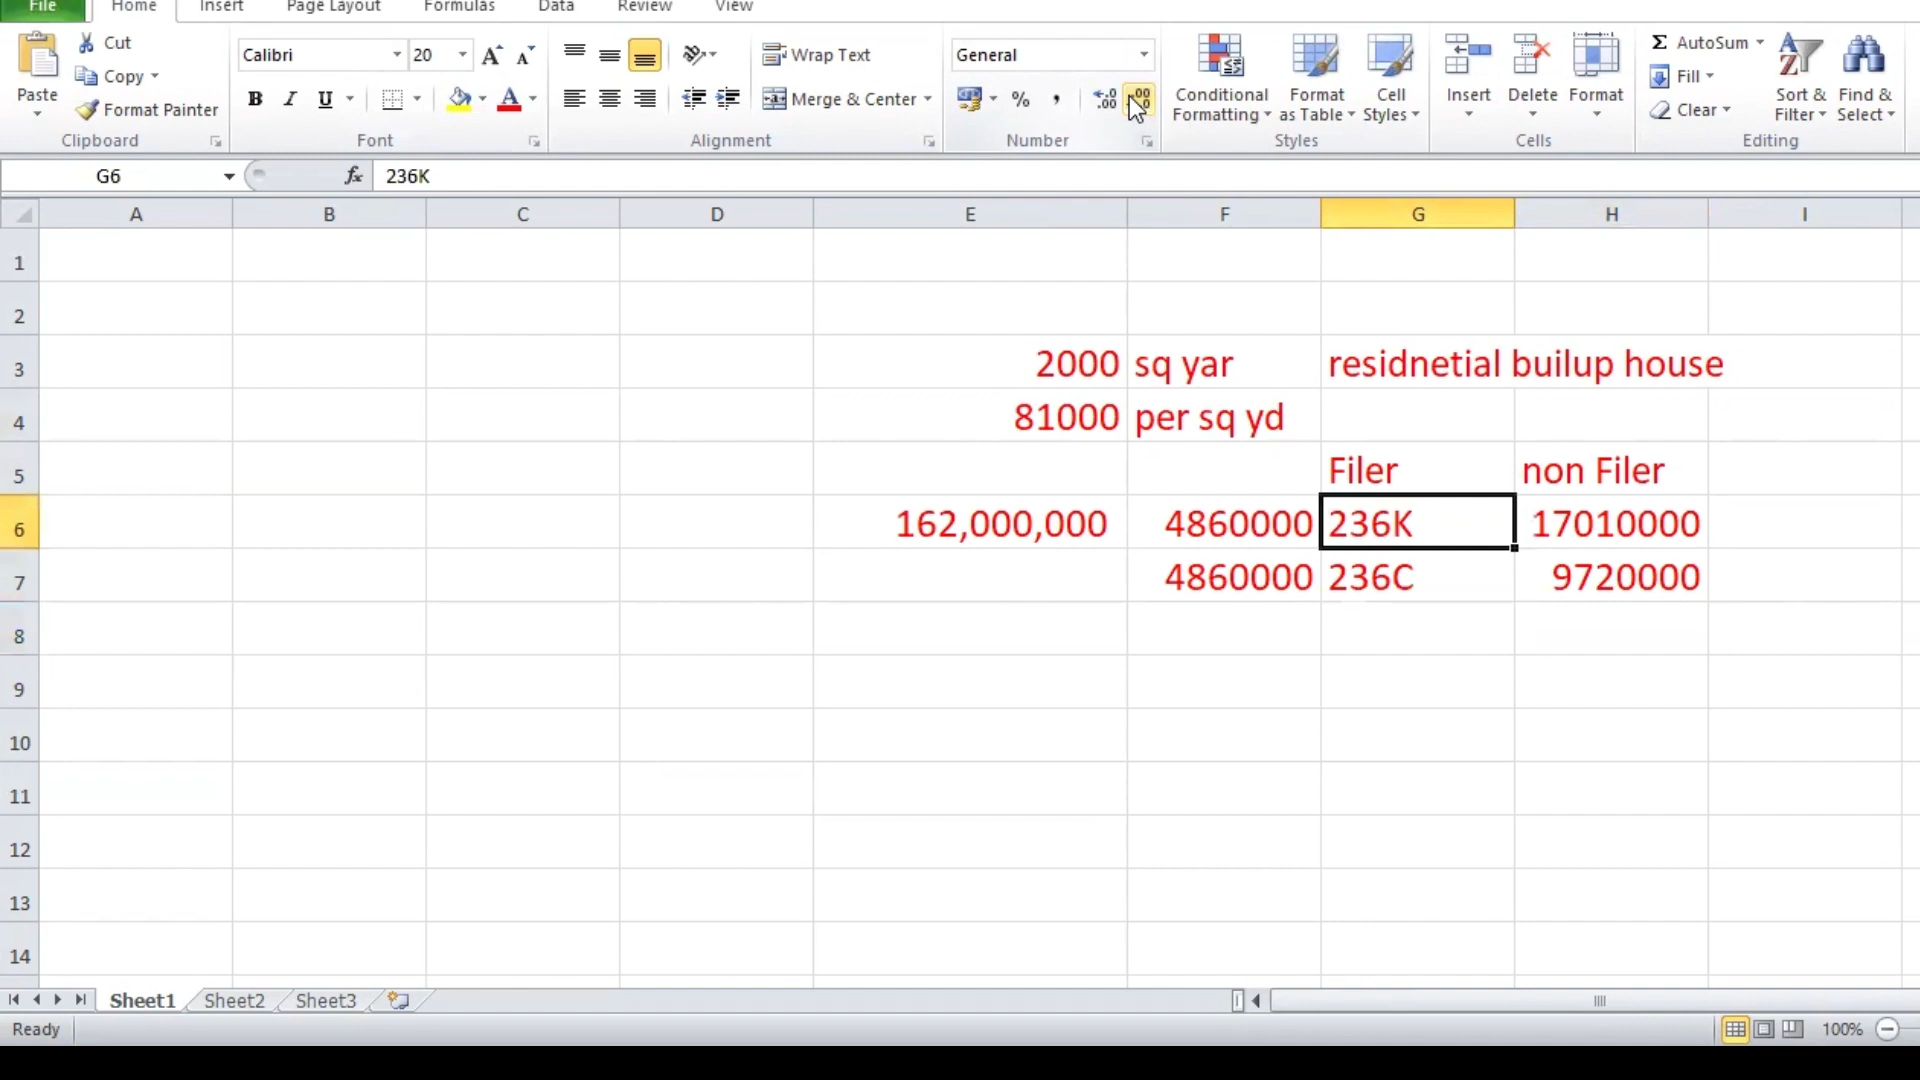 File Home Insert Page Layout Formulas Data Review View
Paste Cut Copy Format Painter Clipboard
Calibri 20 B I U A Font
Wrap Text Merge & Center Alignment
General % , Number
Conditional Formatting Format as Table Cell Styles Styles
Insert Delete Format Cells
Σ AutoSum Fill Clear Sort & Filter Find & Select Editing
G6 fx 236K
A B C D E F G H I
1
2
3 2000 sq yar residnetial builup house
4 81000 per sq yd
5 Filer non Filer
6 162,000,000 4860000 236K 17010000
7 4860000 236C 9720000
8
9
10
11
12
13
14
Sheet1 Sheet2 Sheet3
Ready 100%